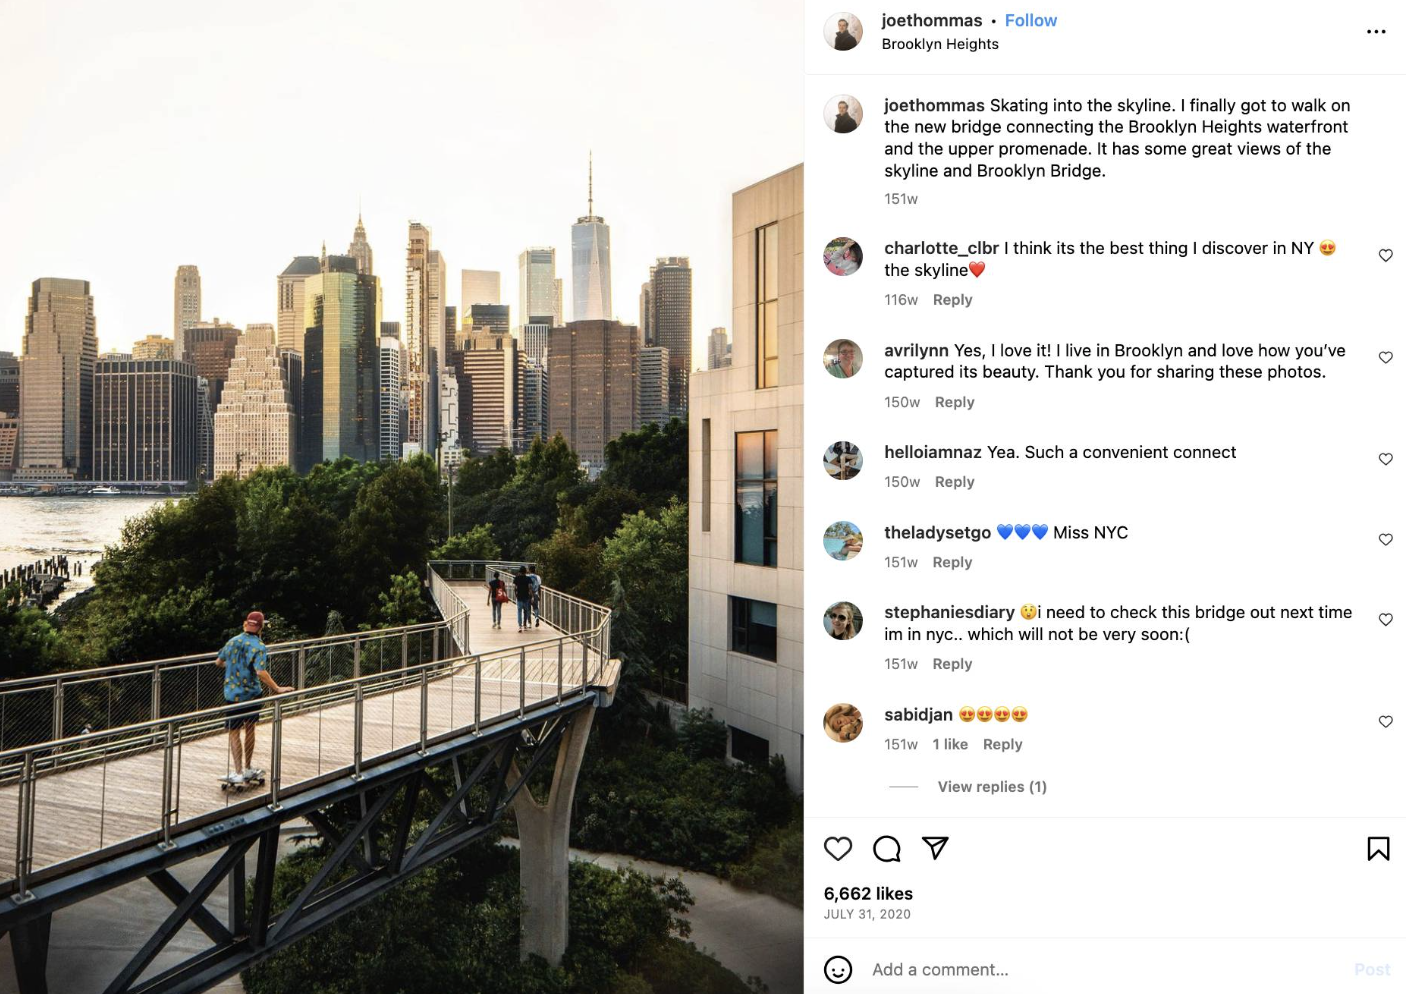 joethommas • Follow
Brooklyn Heights
joethommas Skating into the skyline. I finally got to walk on
the new bridge connecting the Brooklyn Heights waterfront
and the upper promenade. It has some great views of the
skyline and Brooklyn Bridge.
151w
charlotte_clbr I think its the best thing I discover in NY 😍
the skyline❤️
116w Reply
avrilynn Yes, I love it! I live in Brooklyn and love how you've
captured its beauty. Thank you for sharing these photos.
150w Reply
helloiamnaz Yea. Such a convenient connect
150w Reply
theladysetgo 💙💙💙 Miss NYC
151w Reply
stephaniesdiary 😲i need to check this bridge out next time
im in nyc.. which will not be very soon:(
151w Reply
sabidjan 😍😍😍😍
151w 1 like Reply
View replies (1)
6,662 likes
JULY 31, 2020
Add a comment...
Post